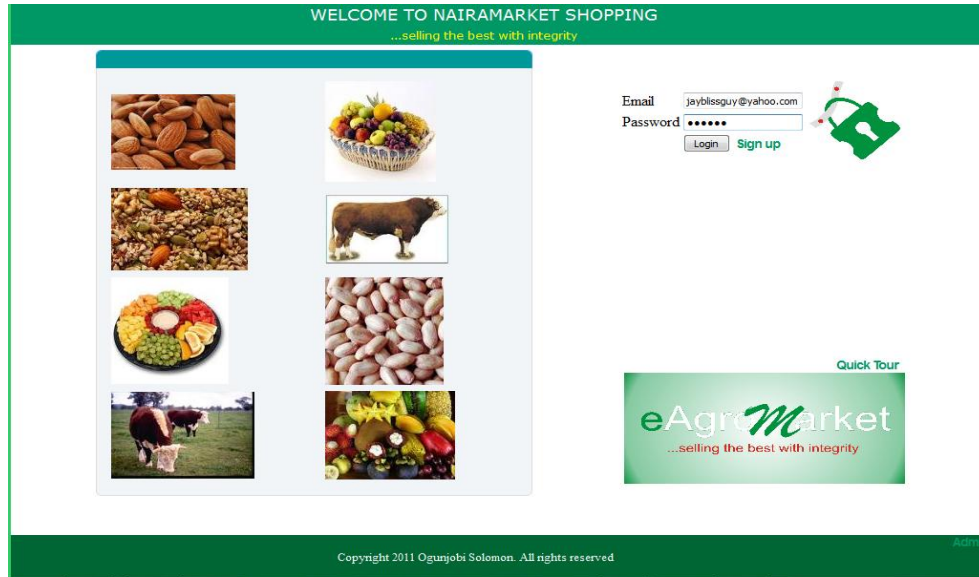 WELCOME TO NAIRAMARKET SHOPPING
...selling the best with integrity
Email jayblissguy@yahoo.com
Password ••••••
Login Sign up
Quick Tour
eAgroMarket
...selling the best with integrity
Adm
Copyright 2011 Ogunjobi Solomon. All rights reserved